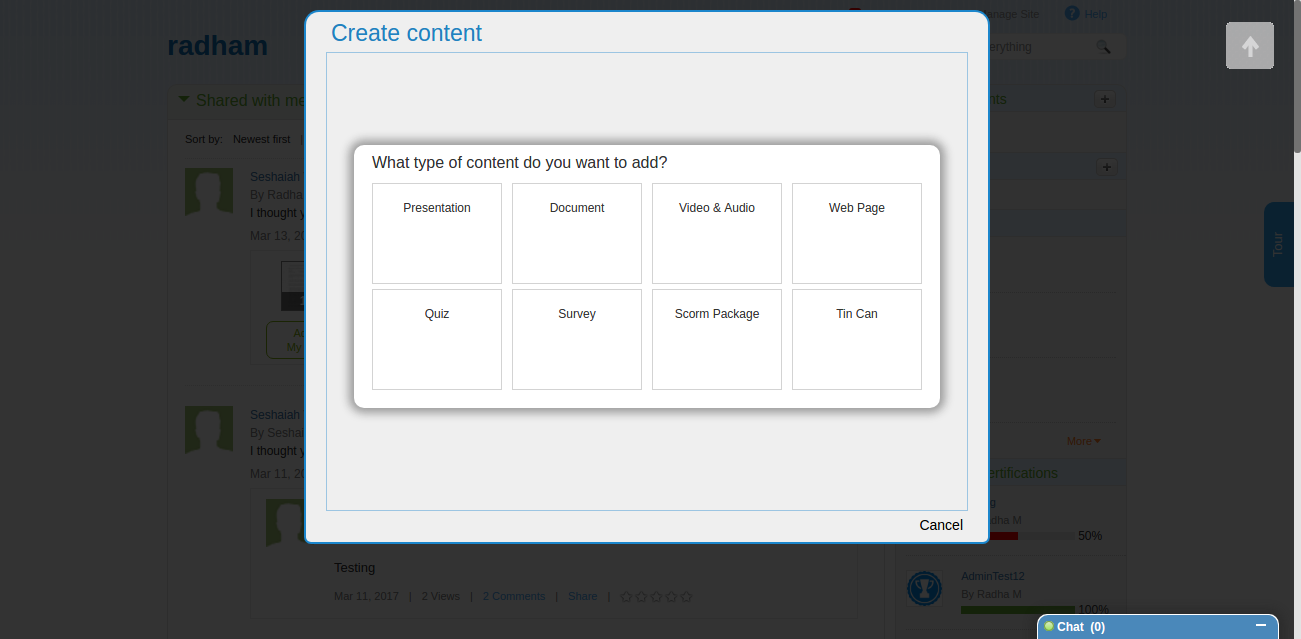 Create content
anage Site
Help
radham
erything
Shared with me
nts
+
Sort by: Newest first |
What type of content do you want to add?
+
Seshaiah
By Radha
Presentation
Document
Video & Audio
Web Page
I thought y
Mar 13, 20
Tour
1
Quiz
Survey
Scorm Package
Tin Can
My
Seshaiah
By Seshai
I thought y
Mar 11, 20
More
ertifications
g
dha M
50%
Cancel
Testing
AdminTest12
By Radha M
100%
Mar 11, 2017 | 2 Views | 2 Comments | Share |
Chat (0)